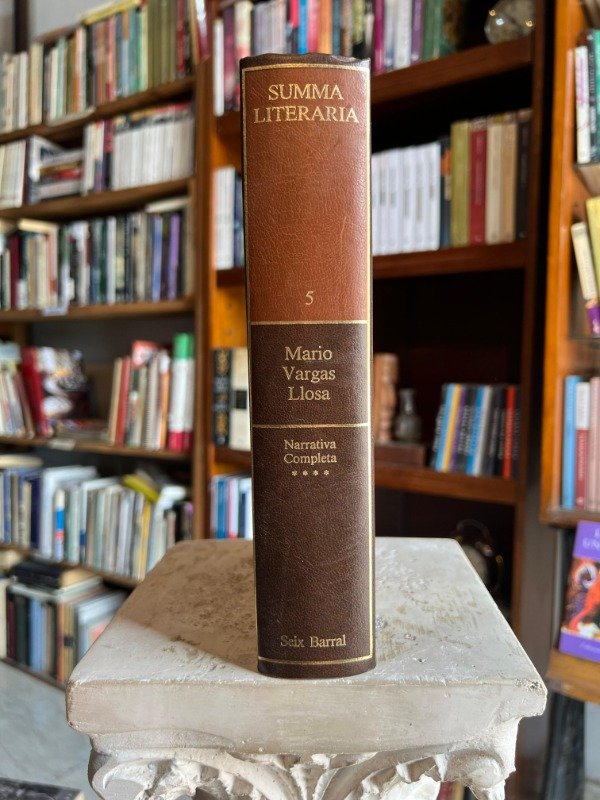 SUMMA
LITERARIA
5
Mario
Vargas
Llosa
Narrativa
Completa
****
Seix Barral